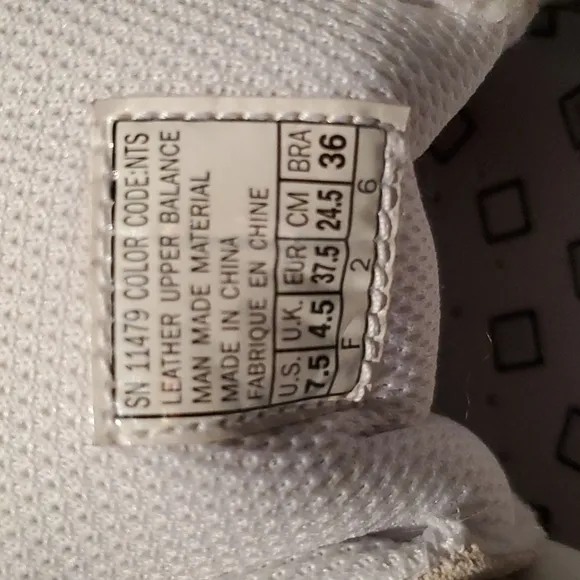 SN 11479 COLOR CODE:NTS
LEATHER UPPER BALANCE
MAN MADE MATERIAL
MADE IN CHINA
FABRIQUE EN CHINE
U.S. U.K. EUR CM BRA
7.5 4.5 37.5 24.5 36
F 2 6